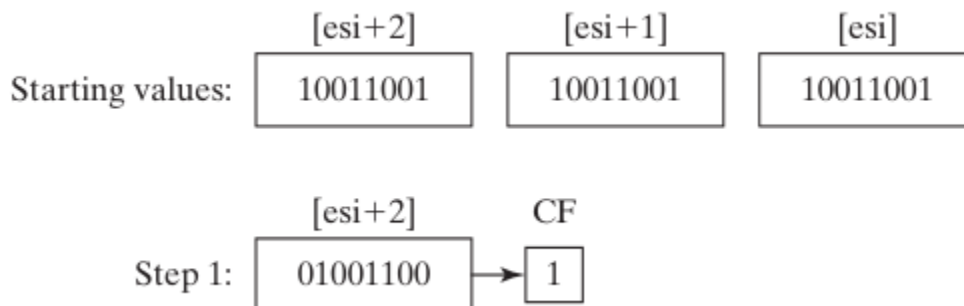 [esi+2] [esi+1] [esi]
Starting values: 10011001 10011001 10011001
[esi+2] CF
Step 1: 01001100 1